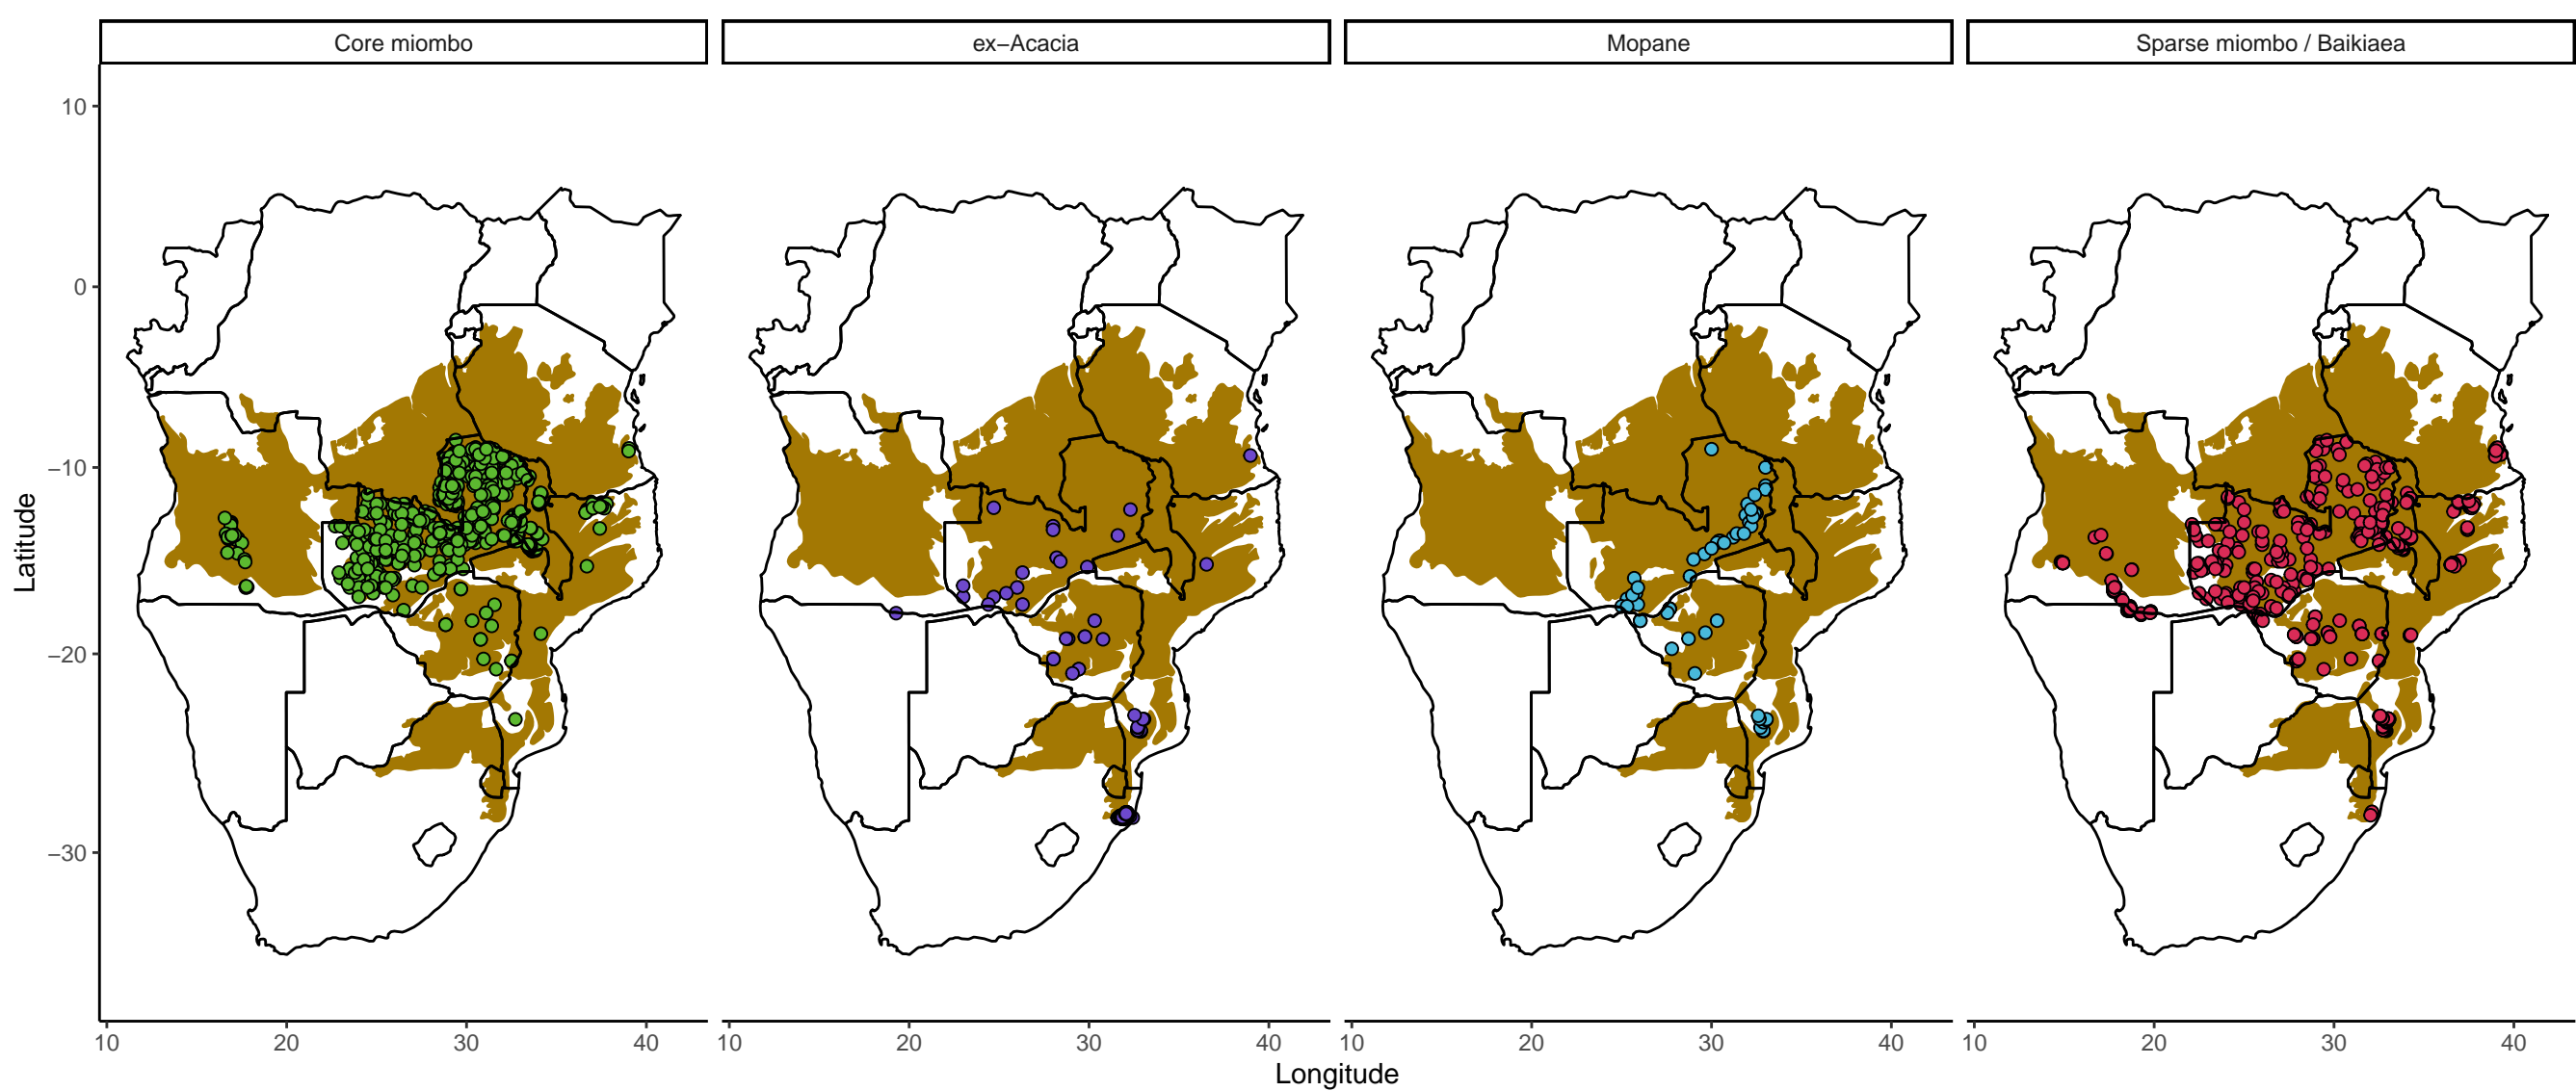 Core miombo
ex−Acacia
Mopane
Sparse miombo / Baikiaea
10
0
−10
−20
−30
Latitude
10 20 30 40
10 20 30 40
10 20 30 40
10 20 30 40
Longitude